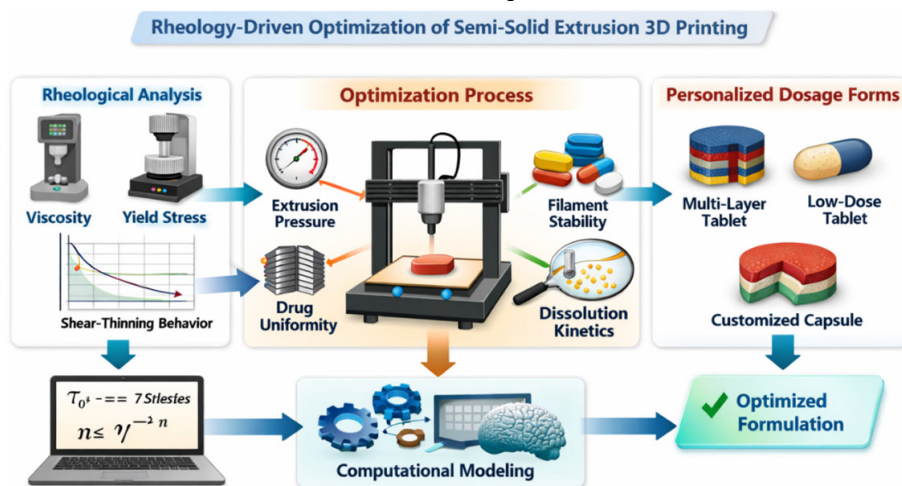 Rheology-Driven Optimization of Semi-Solid Extrusion 3D Printing
Rheological Analysis
Viscosity
Yield Stress
Shear-Thinning Behavior
Optimization Process
Extrusion
Pressure
Drug
Uniformity
Filament
Stability
Dissolution
Kinetics
Personalized Dosage Forms
Multi-Layer
Tablet
Low-Dose
Tablet
Customized Capsule
n ≤ γ⁻² ⁿ
Computational Modeling
Optimized
Formulation